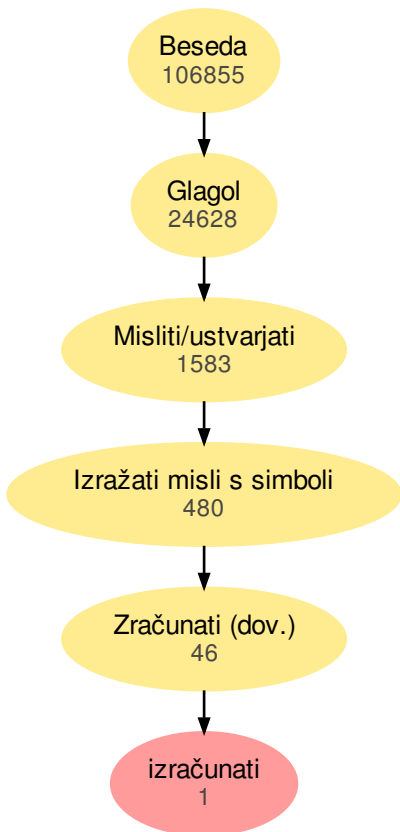 Beseda
106855
Glagol
24628
Misliti/ustvarjati
1583
Izražati misli s simboli
480
Zračunati (dov.)
46
izračunati
1